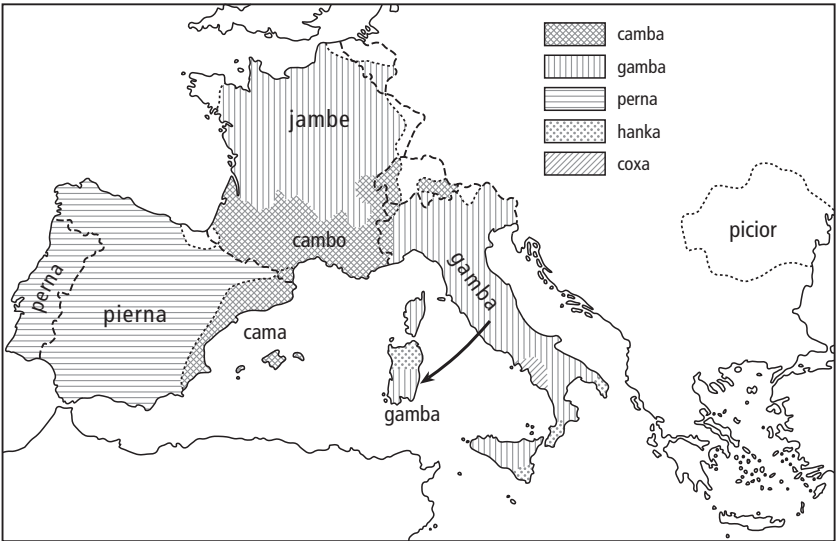 camba
gamba
perna
hanka
coxa
jambe
cambo
gamba
picior
perna
pierna
cama
gamba